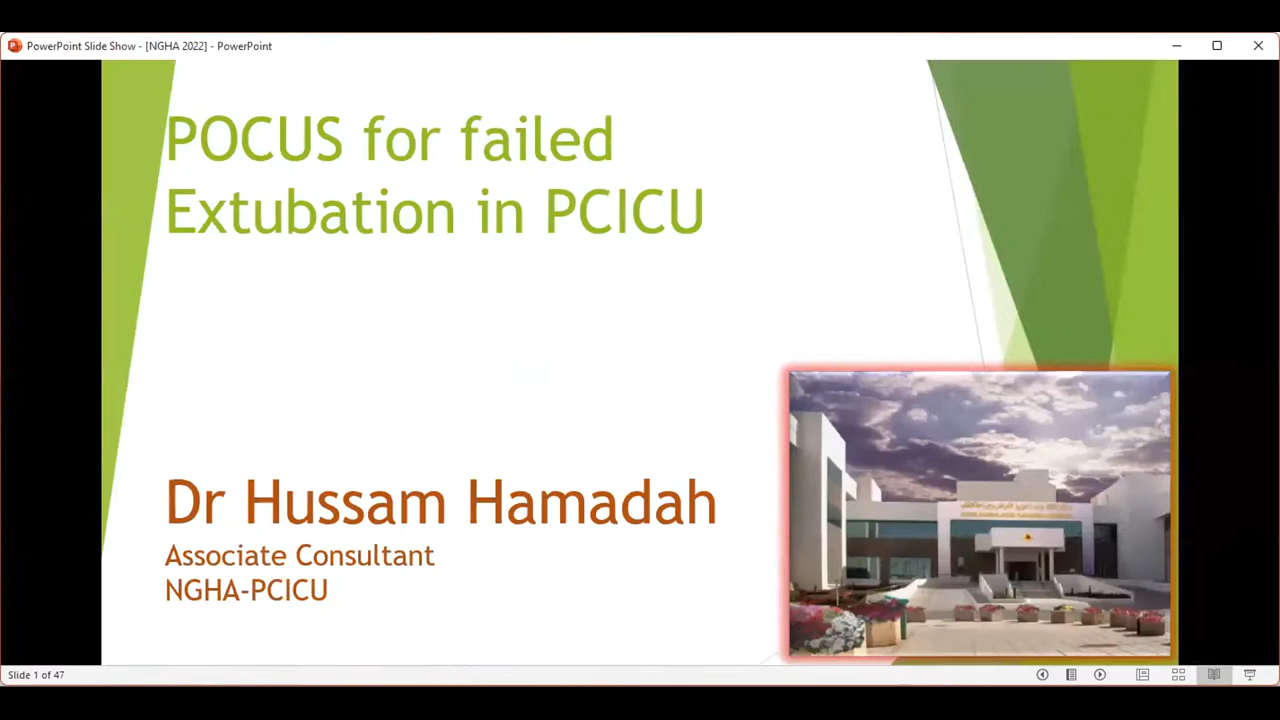 PowerPoint Slide Show - [NGHA 2022] - PowerPoint
POCUS for failed
Extubation in PCICU
Dr Hussam Hamadah
Associate Consultant
NGHA-PCICU
Slide 1 of 47